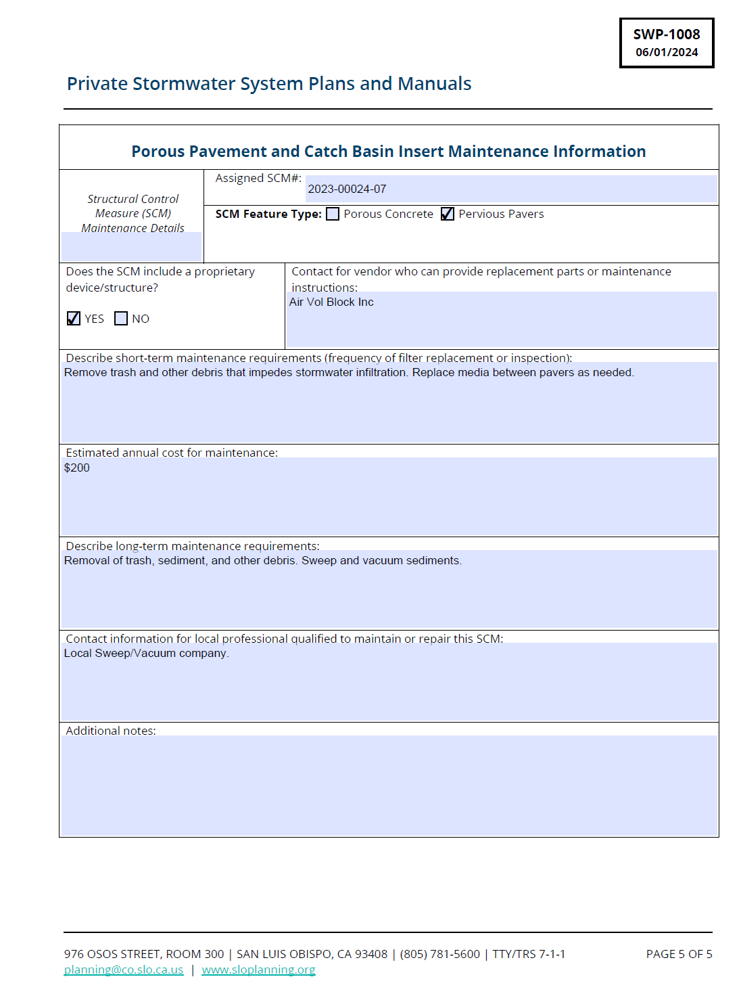 SWP-1008
06/01/2024
Private Stormwater System Plans and Manuals
Porous Pavement and Catch Basin Insert Maintenance Information
Structural Control
Measure (SCM)
Maintenance Details
Assigned SCM#:
2023-00024-07
SCM Feature Type: Porous Concrete Pervious Pavers
Does the SCM include a proprietary
device/structure?
YES NO
Contact for vendor who can provide replacement parts or maintenance
instructions:
Air Vol Block Inc
Describe short-term maintenance requirements (frequency of filter replacement or inspection):
Remove trash and other debris that impedes stormwater infiltration. Replace media between pavers as needed.
Estimated annual cost for maintenance:
$200
Describe long-term maintenance requirements:
Removal of trash, sediment, and other debris. Sweep and vacuum sediments.
Contact information for local professional qualified to maintain or repair this SCM:
Local Sweep/Vacuum company.
Additional notes:
976 OSOS STREET, ROOM 300 | SAN LUIS OBISPO, CA 93408 | (805) 781-5600 | TTY/TRS 7-1-1
PAGE 5 OF 5
planning@co.slo.ca.us | www.sloplanning.org